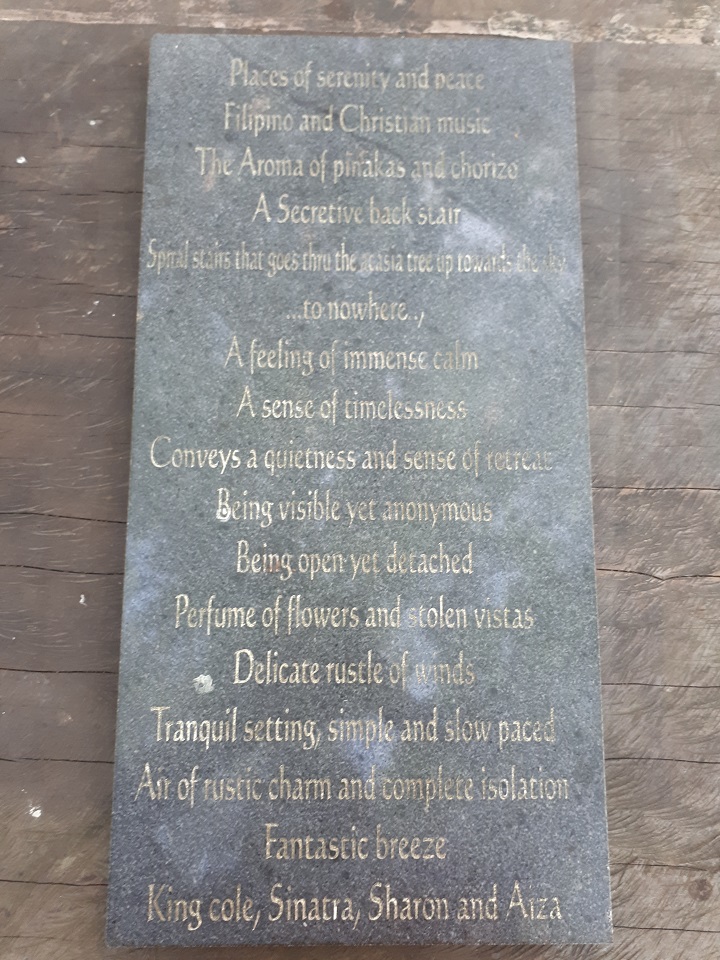 Places of serenity and peace
Filipino and Christian music
The Aroma of piñakas and chorizo
A Secretive back stair
Spiral stairs that goes thru the acasia tree up towards the sky
...to nowhere..,
A feeling of immense calm
A sense of timelessness
Conveys a quietness and sense of retreat
Being visible yet anonymous
Being open yet detached
Perfume of flowers and stolen vistas
Delicate rustle of winds
Tranquil setting, simple and slow paced
Air of rustic charm and complete isolation
Fantastic breeze
King cole, Sinatra, Sharon and Aiza